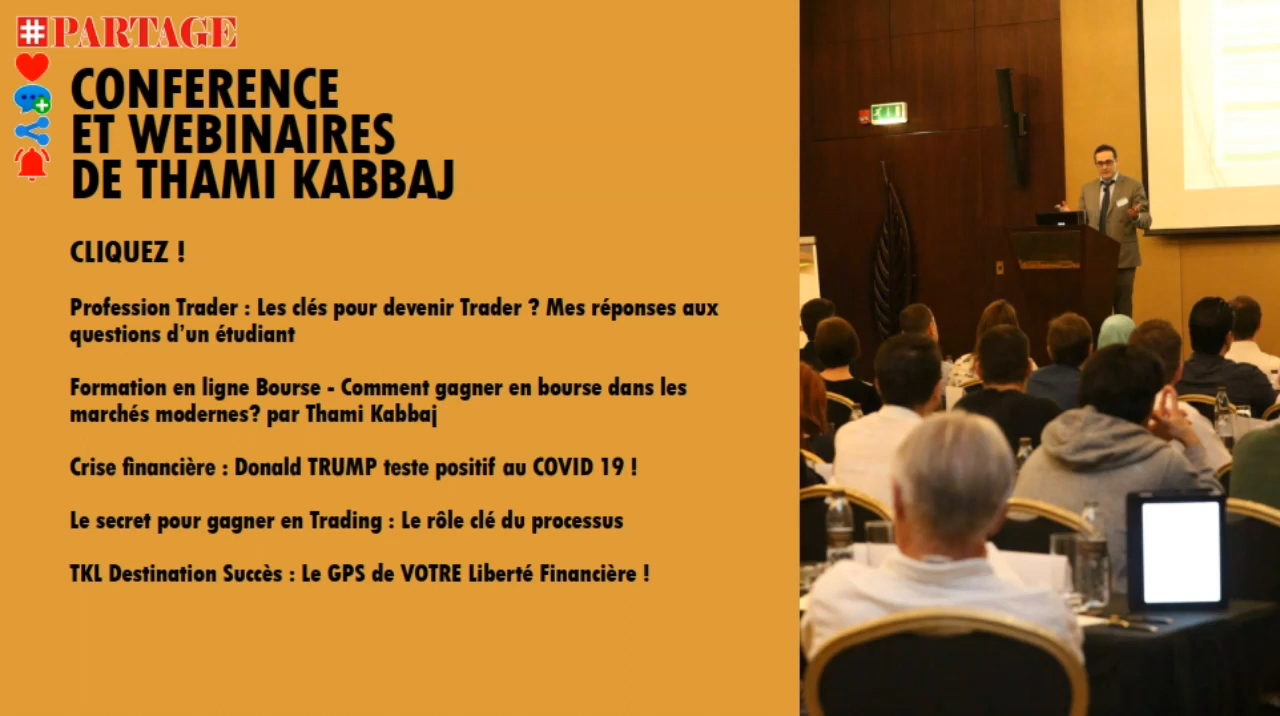 #PARTAGE
CONFERENCE
ET WEBINAIRES
DE THAMI KABBAJ
CLIQUEZ !
Profession Trader : Les clés pour devenir Trader ? Mes réponses aux
questions d'un étudiant
Formation en ligne Bourse - Comment gagner en bourse dans les
marchés modernes? par Thami Kabbaj
Crise financière : Donald TRUMP teste positif au COVID 19 !
Le secret pour gagner en Trading : Le rôle clé du processus
TKL Destination Succès : Le GPS de VOTRE Liberté Financière !